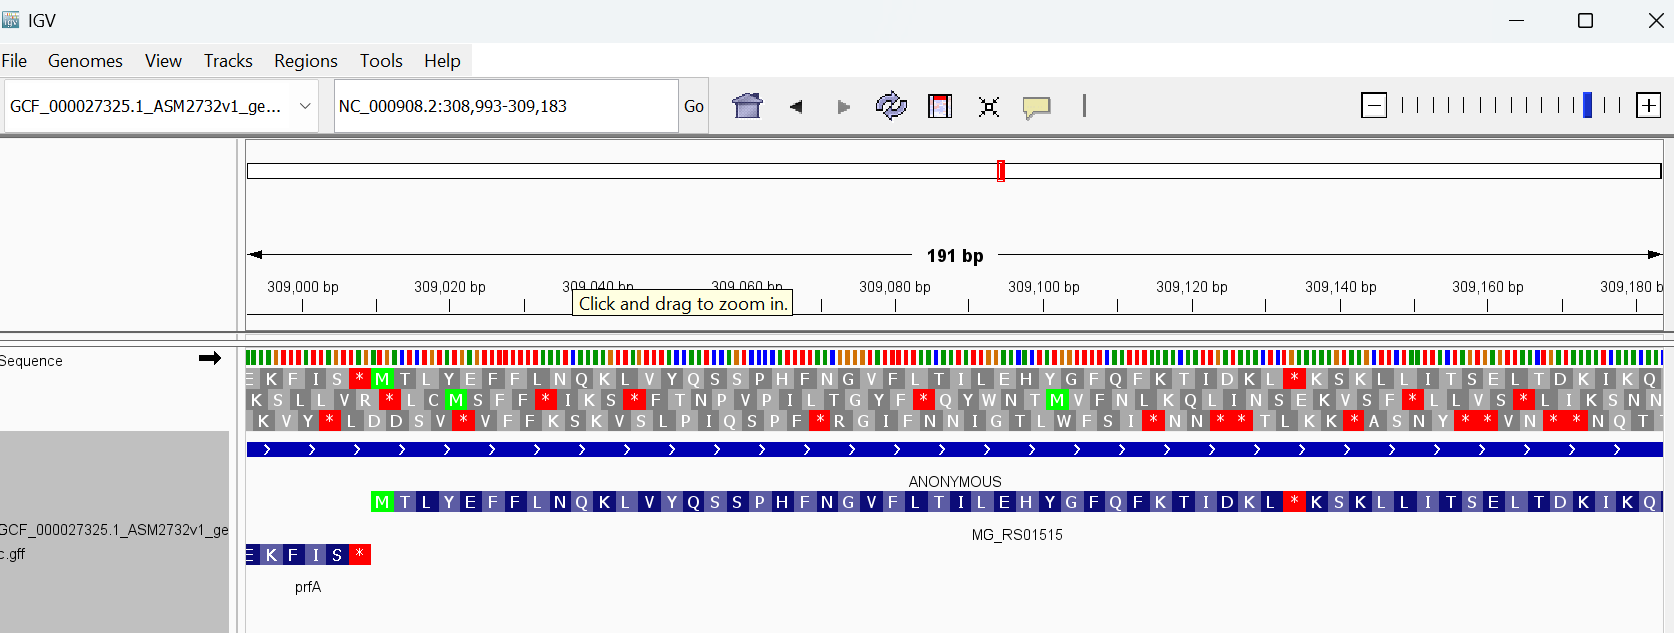 IGV
File Genomes View Tracks Regions Tools Help
GCF_000027325.1_ASM2732v1_ge... NC_000908.2:308,993-309,183 Go
191 bp
309,000 bp 309,020 bp 309,040 bp 309,060 bp 309,080 bp 309,100 bp 309,120 bp 309,140 bp 309,160 bp 309,180 b
Click and drag to zoom in.
Sequence
E K F I S * M T L Y E F F L N Q K L V Y Q S S P H F N G V F L T I L E H Y G F Q F K T I D K L * K S K L L I T S E L T D K I K Q
K S L L V R * L C M S F F * I K S * F T N P V P I L T G Y F * Q Y W N T M V F N L K Q L I N S E K V S F * L L V S * L I K S N N
K V Y * L D D S V * V F F K S K V S L P I Q S P F * R G I F N N I G T L W F S I * N N * * T L K K * A S N Y * * V N * * N Q T
ANONYMOUS
M T L Y E F F L N Q K L V Y Q S S P H F N G V F L T I L E H Y G F Q F K T I D K L * K S K L L I T S E L T D K I K Q
GCF_000027325.1_ASM2732v1_ge
c.gff
MG_RS01515
E K F I S *
prfA